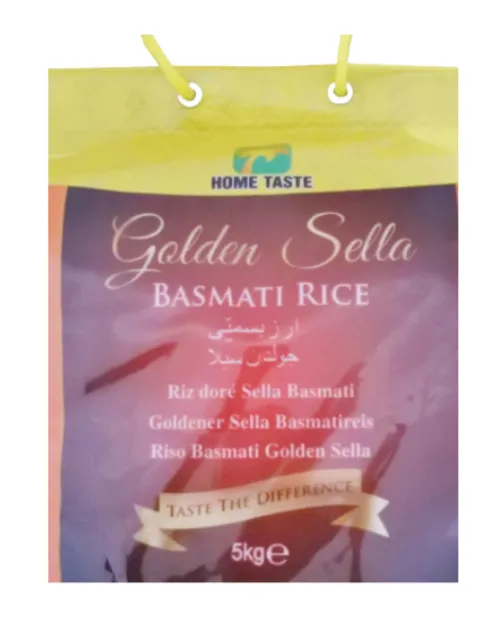 HOME TASTE
Golden Sella
BASMATI RICE
ارز بسمتي
جولدن سيلا
Riz doré Sella Basmati
Goldener Sella Basmatireis
Riso Basmati Golden Sella
TASTE THE DIFFERENCE
5kg℮